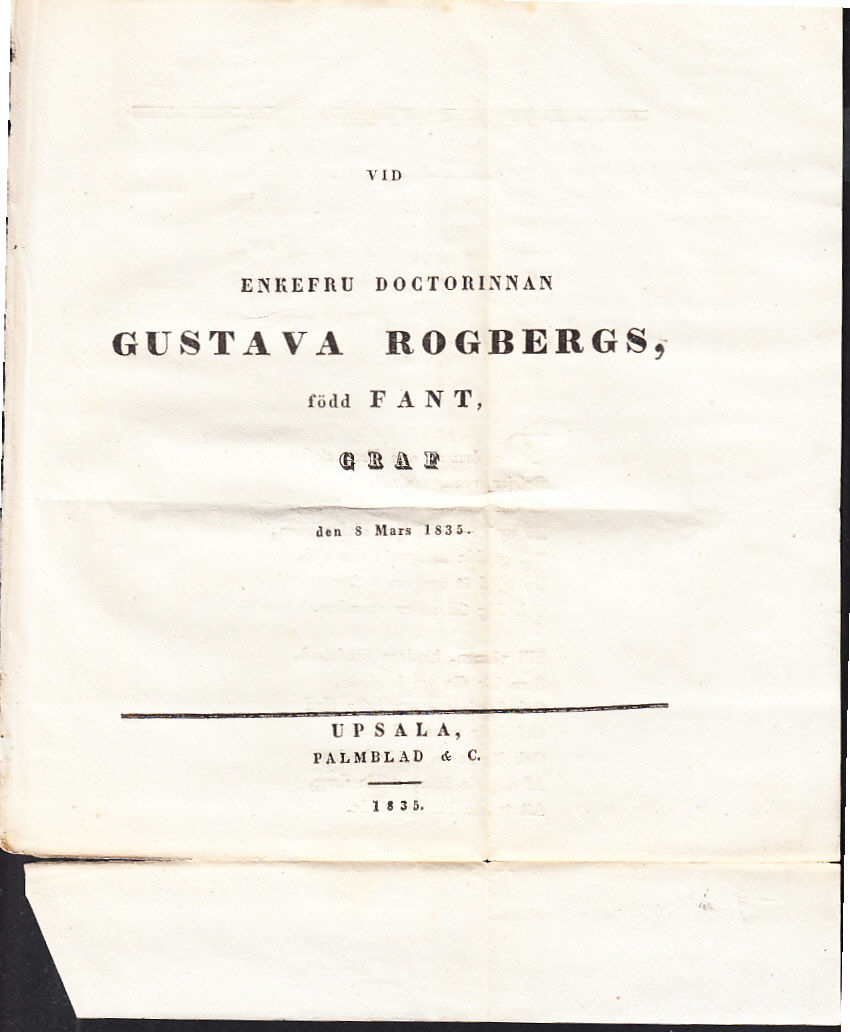 VID
ENKEFRU DOCTORINNAN
GUSTAVA ROGBERGS,
född FANT,
GRAF
den 8 Mars 1835.
UPSALA,
PALMBLAD & C.
1835.